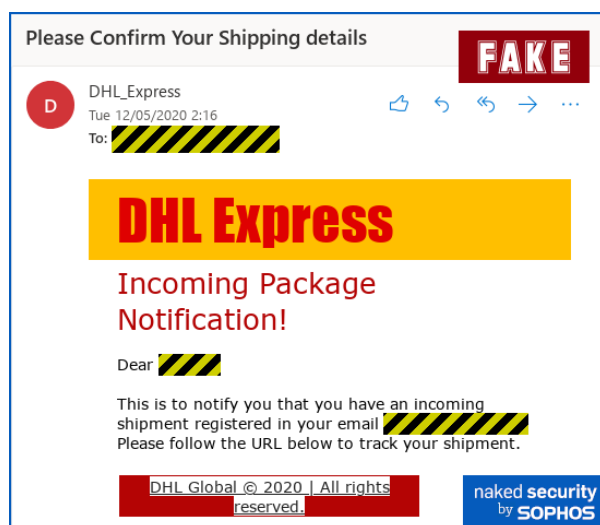 Please Confirm Your Shipping details
FAKE
D
DHL_Express
Tue 12/05/2020 2:16
To:
DHL Express
Incoming Package
Notification!
Dear
This is to notify you that you have an incoming
shipment registered in your email
Please follow the URL below to track your shipment.
DHL Global © 2020 | All rights
reserved.
naked security
by SOPHOS